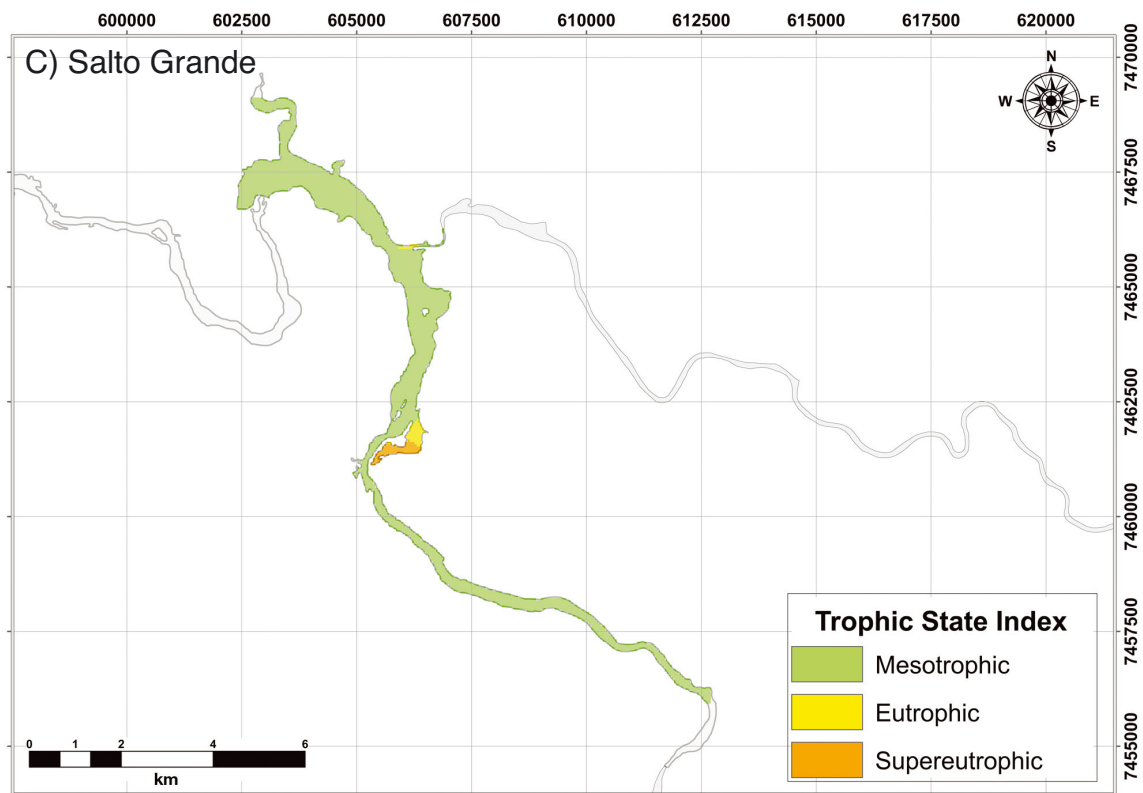 600000 602500 605000 607500 610000 612500 615000 617500 620000
C) Salto Grande
N
W E
S
7470000
7467500
7465000
7462500
7460000
7457500
7455000
Trophic State Index
Mesotrophic
Eutrophic
Supereutrophic
0 1 2 4 6
km